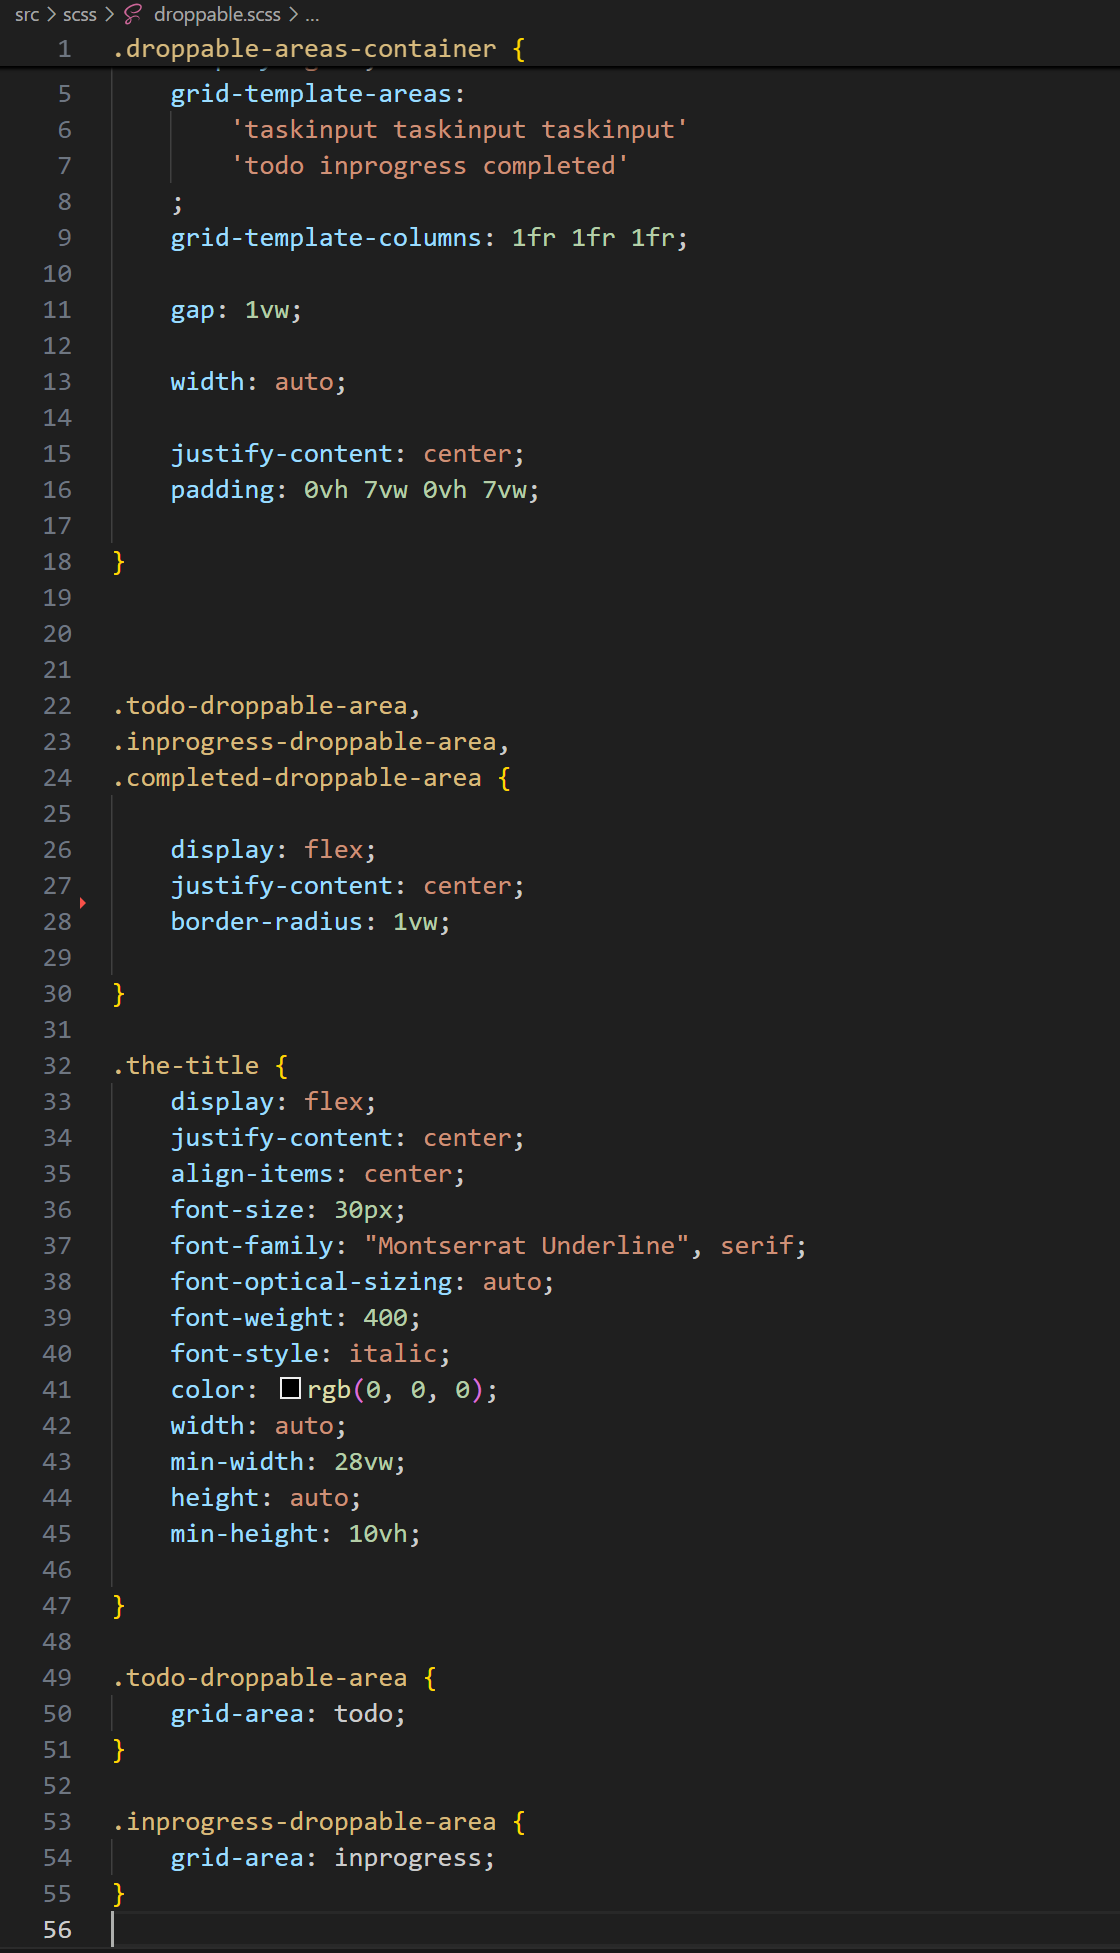 src > scss > droppable.scss > ...
1 .droppable-areas-container {
5 grid-template-areas:
6 'taskinput taskinput taskinput'
7 'todo inprogress completed'
8 ;
9 grid-template-columns: 1fr 1fr 1fr;
10
11 gap: 1vw;
12
13 width: auto;
14
15 justify-content: center;
16 padding: 0vh 7vw 0vh 7vw;
17
18 }
19
20
21
22 .todo-droppable-area,
23 .inprogress-droppable-area,
24 .completed-droppable-area {
25
26 display: flex;
27 justify-content: center;
28 border-radius: 1vw;
29
30 }
31
32 .the-title {
33 display: flex;
34 justify-content: center;
35 align-items: center;
36 font-size: 30px;
37 font-family: "Montserrat Underline", serif;
38 font-optical-sizing: auto;
39 font-weight: 400;
40 font-style: italic;
41 color: rgb(0, 0, 0);
42 width: auto;
43 min-width: 28vw;
44 height: auto;
45 min-height: 10vh;
46
47 }
48
49 .todo-droppable-area {
50 grid-area: todo;
51 }
52
53 .inprogress-droppable-area {
54 grid-area: inprogress;
55 }
56